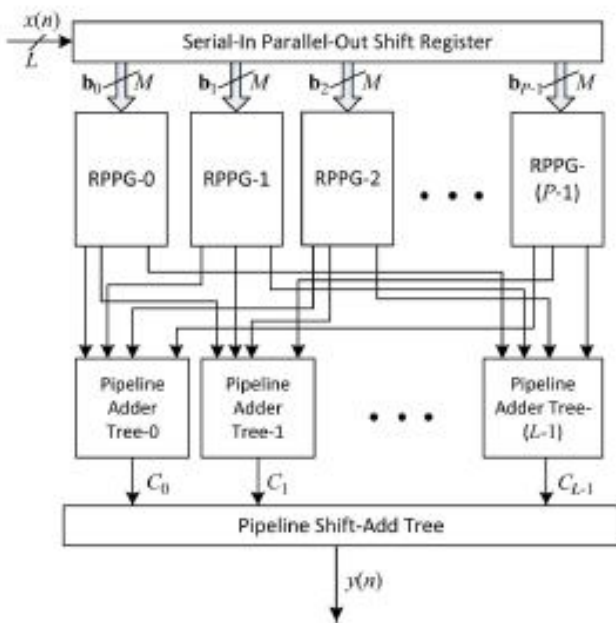 x(n)
L
Serial-In Parallel-Out Shift Register
b0 M
b1 M
b2 M
bP-1 M
RPPG-0
RPPG-1
RPPG-2
RPPG-
(P-1)
Pipeline
Adder
Tree-0
Pipeline
Adder
Tree-1
Pipeline
Adder Tree-
(L-1)
C0
C1
CL-1
Pipeline Shift-Add Tree
y(n)